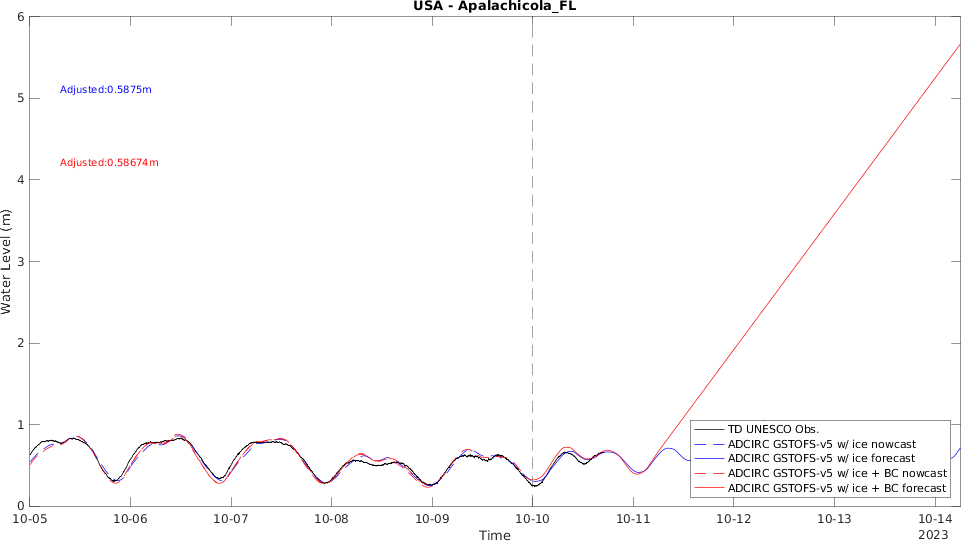 USA - Apalachicola_FL
6
5
4
3
2
1
0
Water Level (m)
Adjusted:0.5875m
Adjusted:0.58674m
TD UNESCO Obs.
ADCIRC GSTOFS-v5 w/ ice nowcast
ADCIRC GSTOFS-v5 w/ ice forecast
ADCIRC GSTOFS-v5 w/ ice + BC nowcast
ADCIRC GSTOFS-v5 w/ ice + BC forecast
10-05 10-06 10-07 10-08 10-09 10-10 10-11 10-12 10-13 10-14
2023
Time